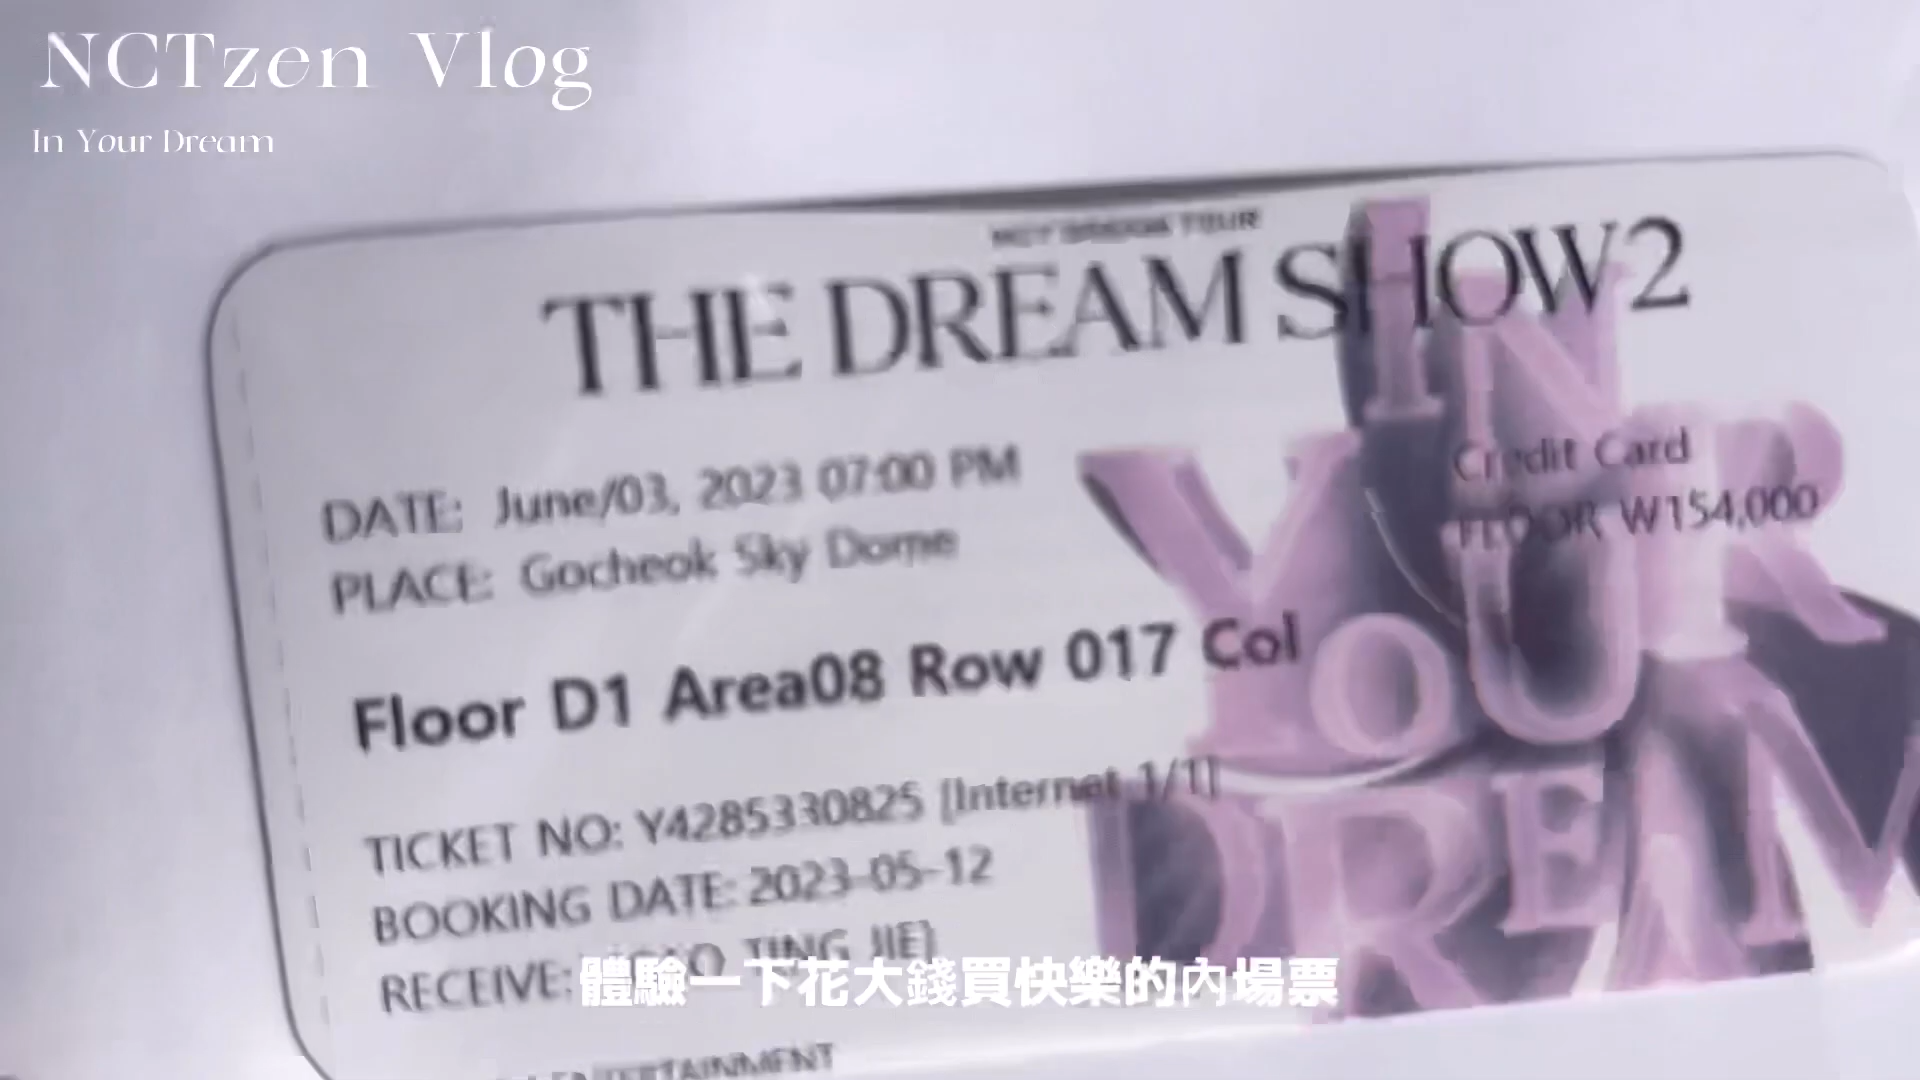 NCTzen Vlog
In Your Dream
NCT DREAM TOUR
THE DREAM SHOW2
IN
YOUR
DREAM
DATE: June/03, 2023 07:00 PM
PLACE: Gocheok Sky Dome
Credit Card
FLOOR W154,000
Floor D1 Area08 Row 017 Col
TICKET NO: Y4285330825 [Internet 1/1]
BOOKING DATE: 2023-05-12
RECEIVE: TING JIE]
體驗一下花大錢買快樂的內場票
ENTERTAINMENT